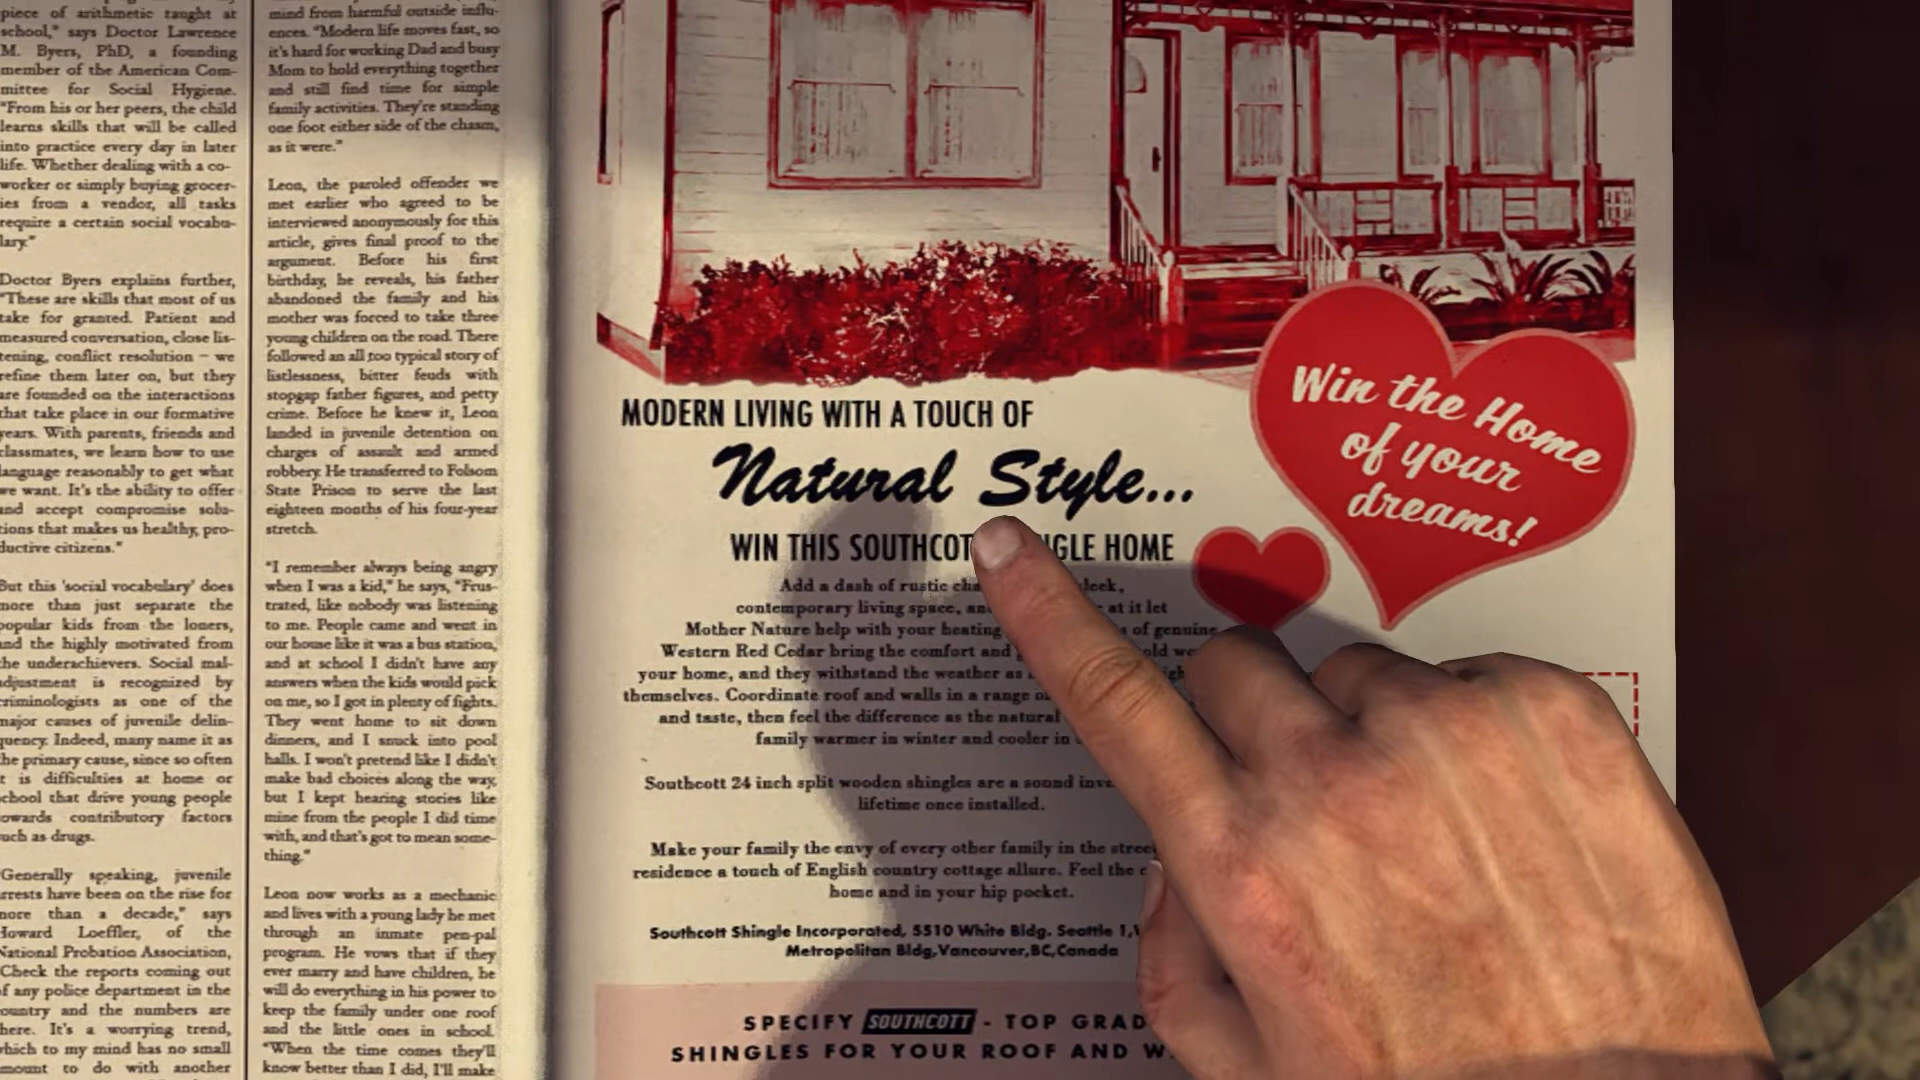 piece of arithmetic taught at
school," says Doctor Lawrence
M. Byers, PhD, a founding
member of the American Com-
mittee for Social Hygiene.
"From his or her peers, the child
learns skills that will be called
into practice every day in later
life. Whether dealing with a co-
worker or simply buying grocer-
ies from a vendor, all tasks
require a certain social vocabu-
lary."
Doctor Byers explains further,
"These are skills that most of us
take for granted. Patient and
measured conversation, close lis-
tening, conflict resolution – we
refine them later on, but they
are founded on the interactions
that take place in our formative
years. With parents, friends and
classmates, we learn how to use
language reasonably to get what
we want. It's the ability to offer
and accept compromise solu-
tions that makes us healthy, pro-
ductive citizens."
But this 'social vocabulary' does
more than just separate the
popular kids from the loners,
and the highly motivated from
the underachievers. Social mal-
adjustment is recognized by
criminologists as one of the
major causes of juvenile delin-
quency. Indeed, many name it as
the primary cause, since so often
it is difficulties at home or
school that drive young people
towards contributory factors
such as drugs.
"Generally speaking, juvenile
arrests have been on the rise for
more than a decade," says
Howard Loeffler, of the
National Probation Association,
"Check the reports coming out
of any police department in the
country and the numbers are
there. It's a worrying trend,
which to my mind has no small
amount to do with another
mind from harmful outside influ-
ences. "Modern life moves fast, so
it's hard for working Dad and busy
Mom to hold everything together
and still find time for simple
family activities. They're standing
one foot either side of the chasm,
as it were."
Leon, the paroled offender we
met earlier who agreed to be
interviewed anonymously for this
article, gives final proof to the
argument. Before his first
birthday, he reveals, his father
abandoned the family and his
mother was forced to take three
young children on the road. There
followed an all too typical story of
listlessness, bitter feuds with
stopgap father figures, and petty
crime. Before he knew it, Leon
landed in juvenile detention on
charges of assault and armed
robbery. He transferred to Folsom
State Prison to serve the last
eighteen months of his four-year
stretch.
"I remember always being angry
when I was a kid," he says, "Frus-
trated, like nobody was listening
to me. People came and went in
our house like it was a bus station,
and at school I didn't have any
answers when the kids would pick
on me, so I got in plenty of fights.
They went home to sit down
dinners, and I snuck into pool
halls. I won't pretend like I didn't
make bad choices along the way,
but I kept hearing stories like
mine from the people I did time
with, and that's got to mean some-
thing."
Leon now works as a mechanic
and lives with a young lady he met
through an inmate pen-pal
program. He vows that if they
ever marry and have children, he
will do everything in his power to
keep the family under one roof
and the little ones in school.
"When the time comes they'll
know better than I did, I'll make
MODERN LIVING WITH A TOUCH OF
Natural Style...
Win the Home
of your
dreams!
WIN THIS HOME
Add a dash of rustic
contemporary living space, at it let
Mother Nature help with your heating of genuine
Western Red Cedar bring the comfort and
your home, and they withstand the weather as
themselves. Coordinate roof and walls in a range
and taste, then feel the difference as the natural
family warmer in winter and cooler in
Southcott 24 inch split wooden shingles are a sound
lifetime once installed.
Make your family the envy of every other family in the
residence a touch of English country cottage allure. Feel the
home and in your hip pocket.
Southcott Shingle Incorporated, 5510 White Bldg. Seattle 1,
Metropolitan Bldg,Vancouver,BC,Canada
SPECIFY SOUTHCOTT - TOP
SHINGLES FOR YOUR ROOF AND